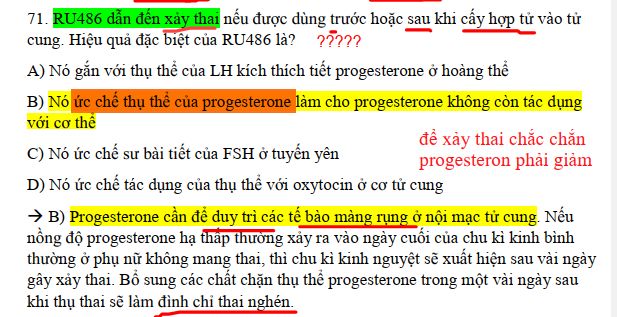 71. RU486 dẫn đến xảy thai nếu được dùng trước hoặc sau khi cấy hợp tử vào tử
cung. Hiệu quả đặc biệt của RU486 là? ?????
A) Nó gắn với thụ thể của LH kích thích tiết progesterone ở hoàng thể
B) Nó ức chế thụ thể của progesterone làm cho progesterone không còn tác dụng
với cơ thể
để xảy thai chắc chắn
progesteron phải giảm
C) Nó ức chế sư bài tiết của FSH ở tuyến yên
D) Nó ức chế tác dụng của thụ thể với oxytocin ở cơ tử cung
→ B) Progesterone cần để duy trì các tế bào màng rụng ở nội mạc tử cung. Nếu
nồng độ progesterone hạ thấp thường xảy ra vào ngày cuối của chu kì kinh bình
thường ở phụ nữ không mang thai, thì chu kì kinh nguyệt sẽ xuất hiện sau vài ngày
gây xảy thai. Bổ sung các chất chặn thụ thể progesterone trong một vài ngày sau
khi thụ thai sẽ làm đình chỉ thai nghén.